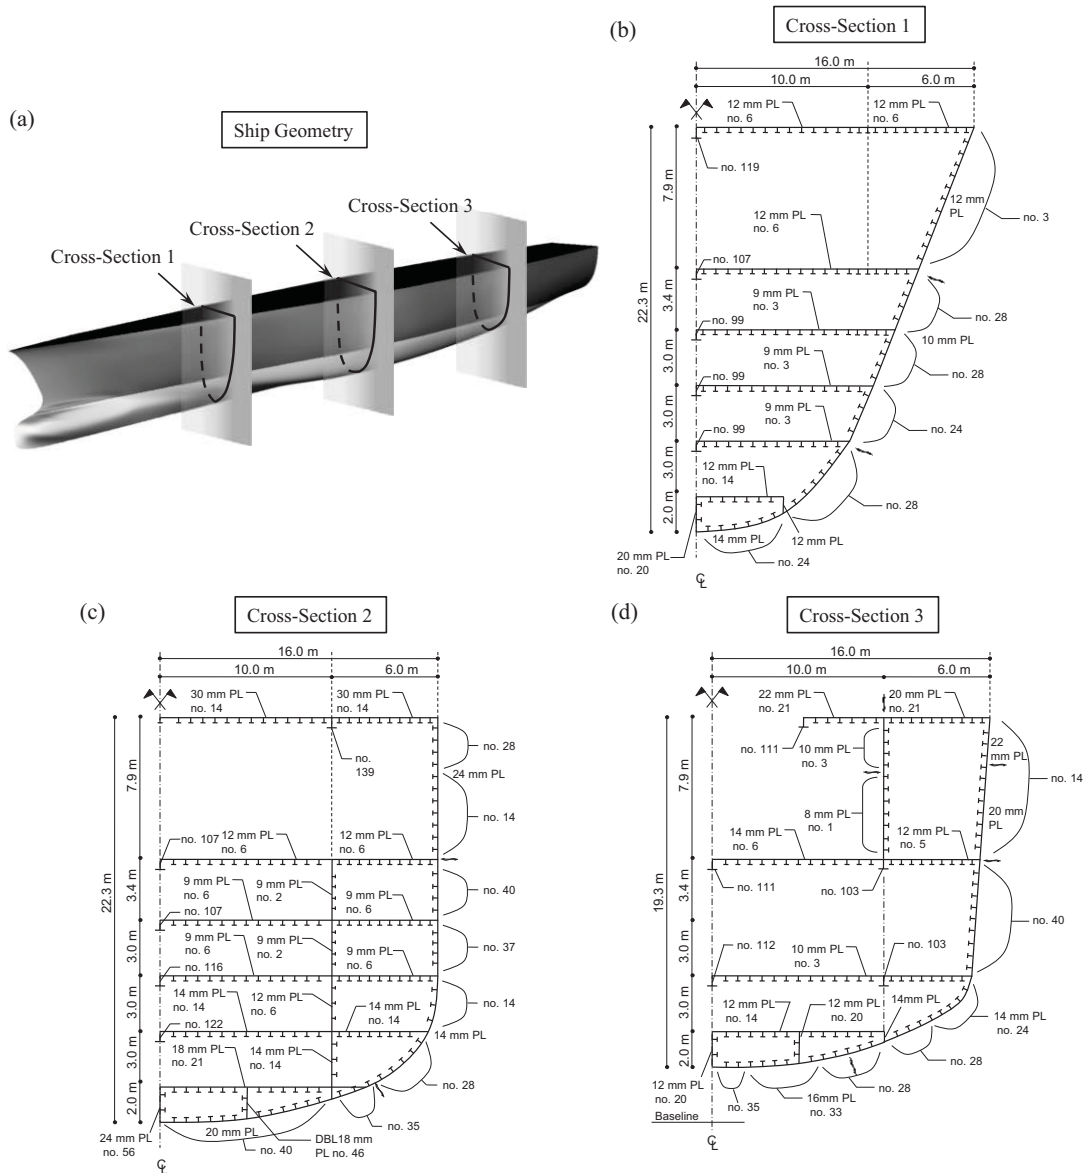 (a)
Ship Geometry
Cross-Section 3
Cross-Section 2
Cross-Section 1
(b)
Cross-Section 1
16.0 m
10.0 m
6.0 m
12 mm PL
no. 6
12 mm PL
no. 6
no. 119
7.9 m
12 mm
PL
no. 3
12 mm PL
no. 6
no. 107
22.3 m
3.4 m
9 mm PL
no. 3
no. 99
no. 28
10 mm PL
3.0 m
9 mm PL
no. 3
no. 99
no. 28
3.0 m
9 mm PL
no. 3
no. 99
no. 24
3.0 m
12 mm PL
no. 14
no. 28
2.0 m
14 mm PL
12 mm PL
20 mm PL
no. 20
no. 24
CL
(c)
Cross-Section 2
16.0 m
10.0 m
6.0 m
30 mm PL
no. 14
30 mm PL
no. 14
no.
139
no. 28
24 mm PL
7.9 m
no. 14
no. 107
12 mm PL
no. 6
12 mm PL
no. 6
22.3 m
3.4 m
9 mm PL
no. 6
9 mm PL
no. 2
9 mm PL
no. 6
no. 40
no. 107
3.0 m
9 mm PL
no. 6
9 mm PL
no. 2
9 mm PL
no. 6
no. 37
no. 116
3.0 m
14 mm PL
no. 14
12 mm PL
no. 6
14 mm PL
no. 14
no. 14
no. 122
14 mm PL
3.0 m
18 mm PL
no. 21
14 mm PL
no. 14
no. 28
2.0 m
no. 35
20 mm PL
24 mm PL
no. 56
no. 40
DBL18 mm
PL no. 46
CL
(d)
Cross-Section 3
16.0 m
10.0 m
6.0 m
22 mm PL
no. 21
20 mm PL
no. 21
no. 111
10 mm PL
no. 3
22
mm PL
no. 14
7.9 m
8 mm PL
no. 1
20 mm
PL
14 mm PL
no. 6
12 mm PL
no. 5
no. 111
no. 103
19.3 m
3.4 m
no. 40
3.0 m
no. 112
10 mm PL
no. 3
no. 103
3.0 m
12 mm PL
no. 14
12 mm PL
no. 20
14mm PL
14 mm PL
no. 24
2.0 m
no. 28
12 mm PL
no. 20
no. 35
16mm PL
no. 33
no. 28
Baseline
CL